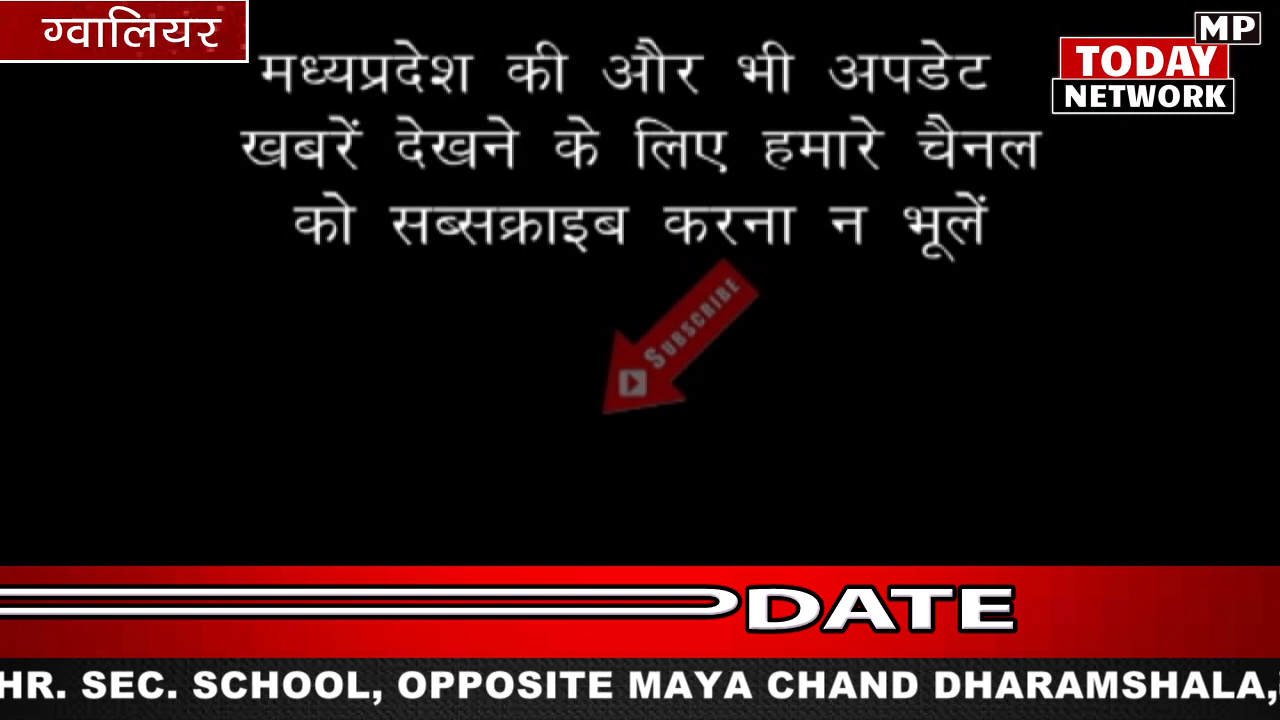 ग्वालियर
MP
TODAY
NETWORK
मध्यप्रदेश की और भी अपडेट
खबरें देखने के लिए हमारे चैनल
को सब्सक्राइब करना न भूलें
SUBSCRIBE
DATE
HR. SEC. SCHOOL, OPPOSITE MAYA CHAND DHARAMSHALA,